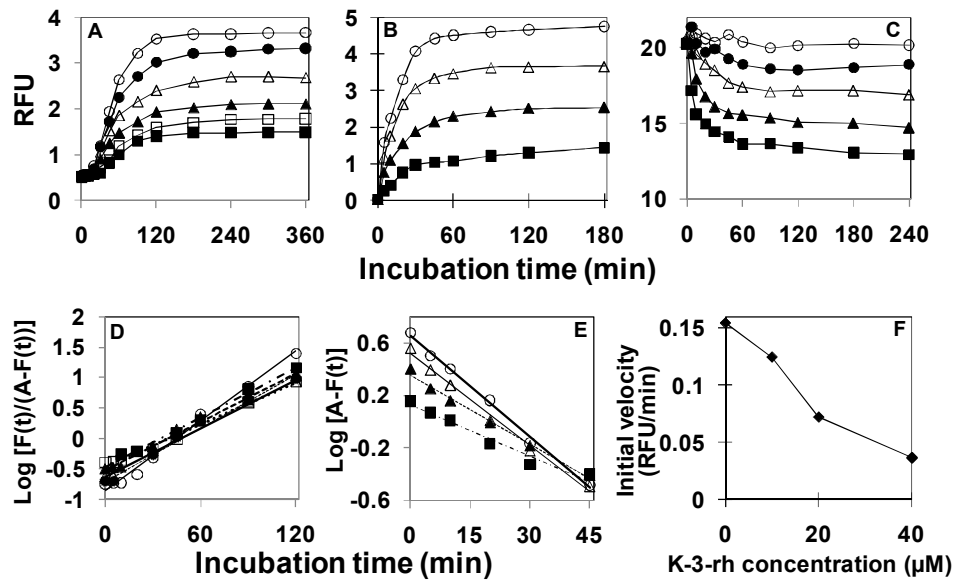 A
B
C
RFU
4
3
2
1
0
5
4
3
2
1
0
20
15
10
0 120 240 360
0 60 120 180
0 60 120 180 240
Incubation time (min)
D
E
F
Log [F(t)/(A-F(t))]
2
1.5
1
0.5
0
-0.5
-1
Log [A-F(t)]
0.6
0.2
-0.2
-0.6
Initial velocity
(RFU/min)
0.15
0.10
0.05
0
0 60 120
0 15 30 45
0 20 40
Incubation time (min)
K-3-rh concentration (µM)